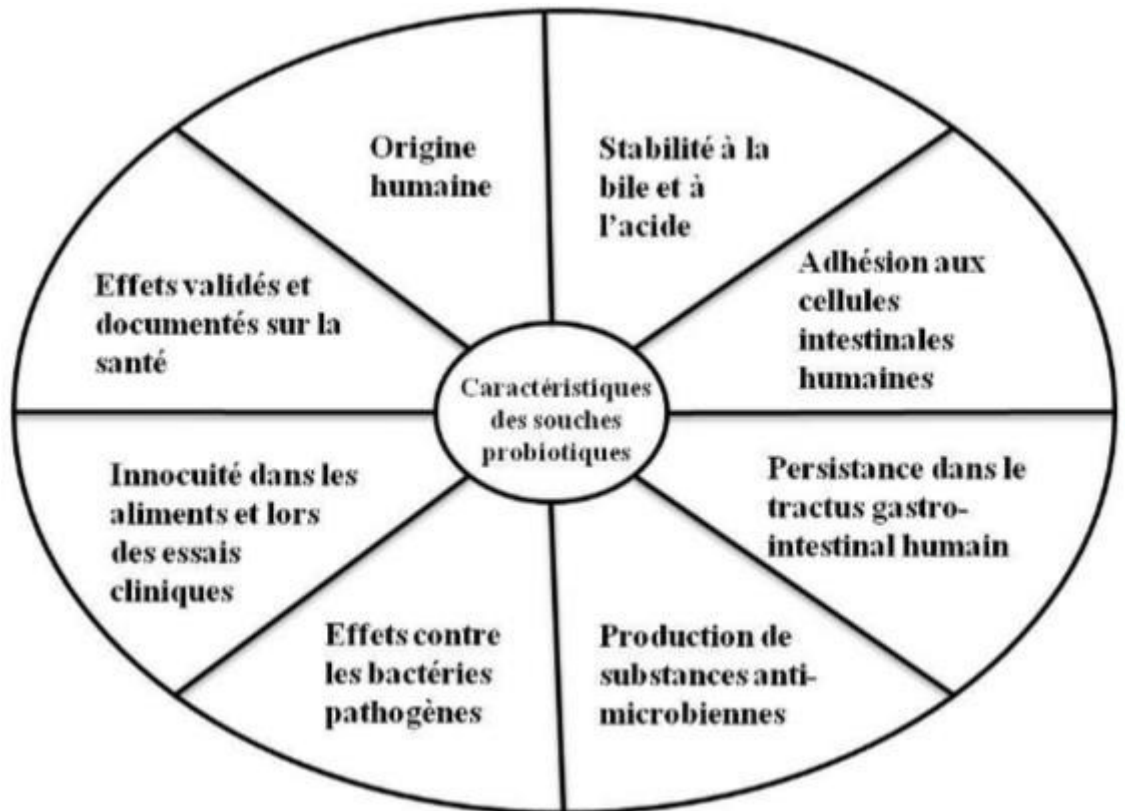 Origine
humaine
Stabilité à la
bile et à
l'acide
Adhésion aux
cellules
intestinales
humaines
Persistance dans le
tractus gastro-
intestinal humain
Production de
substances anti-
microbiennes
Effets contre
les bactéries
pathogènes
Innocuité dans les
aliments et lors
des essais
cliniques
Effets validés et
documentés sur la
santé
Caractéristiques
des souches
probiotiques